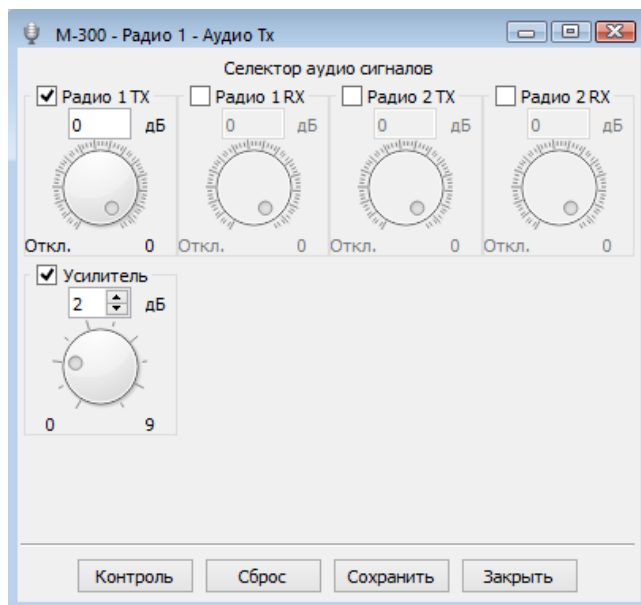 М-300 - Радио 1 - Аудио Tx
Селектор аудио сигналов
Радио 1 TX Радио 1 RX Радио 2 TX Радио 2 RX
0 дБ 0 дБ 0 дБ 0 дБ
Откл. 0 Откл. 0 Откл. 0 Откл. 0
Усилитель
2 дБ
0 9
Контроль Сброс Сохранить Закрыть